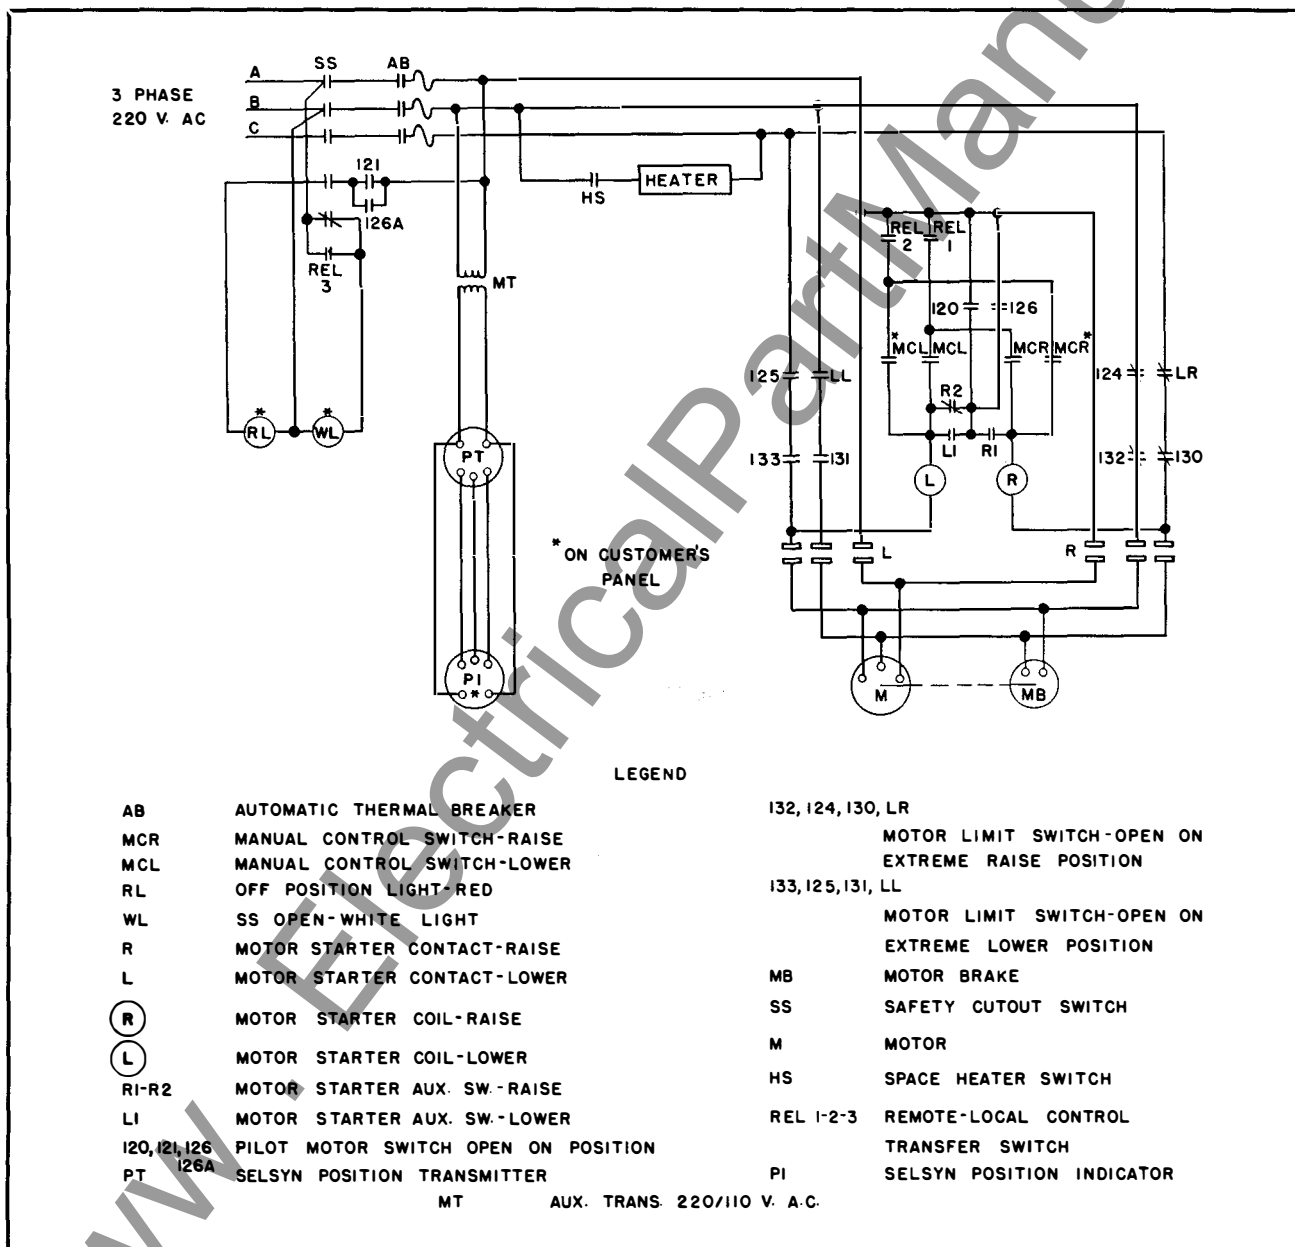 SS AB
A
3 PHASE
220 V. AC
B
C
121
126A
REL
3
HS
HEATER
MT
REL REL
2 1
120 126
* MCL MCL MCR MCR *
125 LL
R2
124 LR
133 131
L1 R1
132 130
L R
* RL * WL
PT
* ON CUSTOMER'S
PANEL
L R
PI
*
M MB
LEGEND
AB AUTOMATIC THERMAL BREAKER
MCR MANUAL CONTROL SWITCH-RAISE
MCL MANUAL CONTROL SWITCH-LOWER
RL OFF POSITION LIGHT-RED
WL SS OPEN-WHITE LIGHT
R MOTOR STARTER CONTACT-RAISE
L MOTOR STARTER CONTACT-LOWER
R MOTOR STARTER COIL-RAISE
L MOTOR STARTER COIL-LOWER
R1-R2 MOTOR STARTER AUX. SW.-RAISE
L1 MOTOR STARTER AUX. SW.-LOWER
120, 121, 126 PILOT MOTOR SWITCH OPEN ON POSITION
126A
PT SELSYN POSITION TRANSMITTER
132, 124, 130, LR
MOTOR LIMIT SWITCH-OPEN ON
EXTREME RAISE POSITION
133, 125, 131, LL
MOTOR LIMIT SWITCH-OPEN ON
EXTREME LOWER POSITION
MB MOTOR BRAKE
SS SAFETY CUTOUT SWITCH
M MOTOR
HS SPACE HEATER SWITCH
REL 1-2-3 REMOTE-LOCAL CONTROL
TRANSFER SWITCH
PI SELSYN POSITION INDICATOR
MT AUX. TRANS. 220/110 V. A.C.
www . ElectricalPartManu